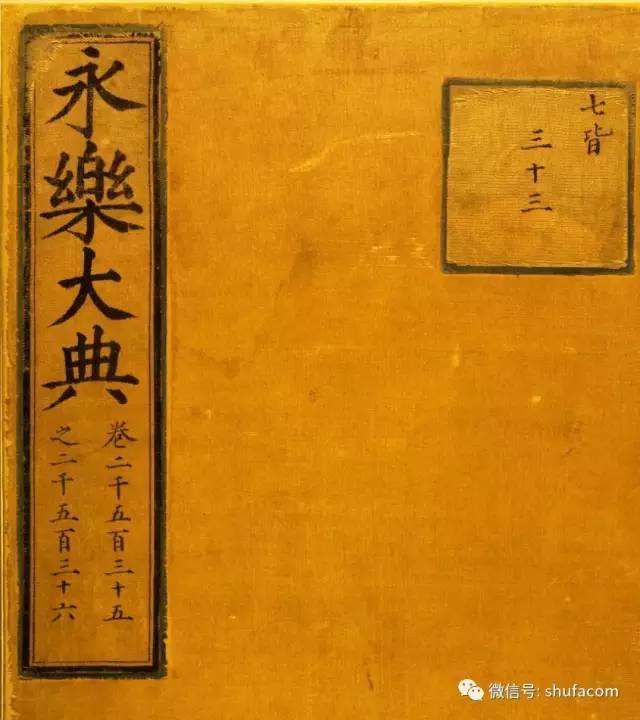 永樂大典
卷二千五百三十五
之二千五百三十六
七皆
三十三
微信号: shufacom